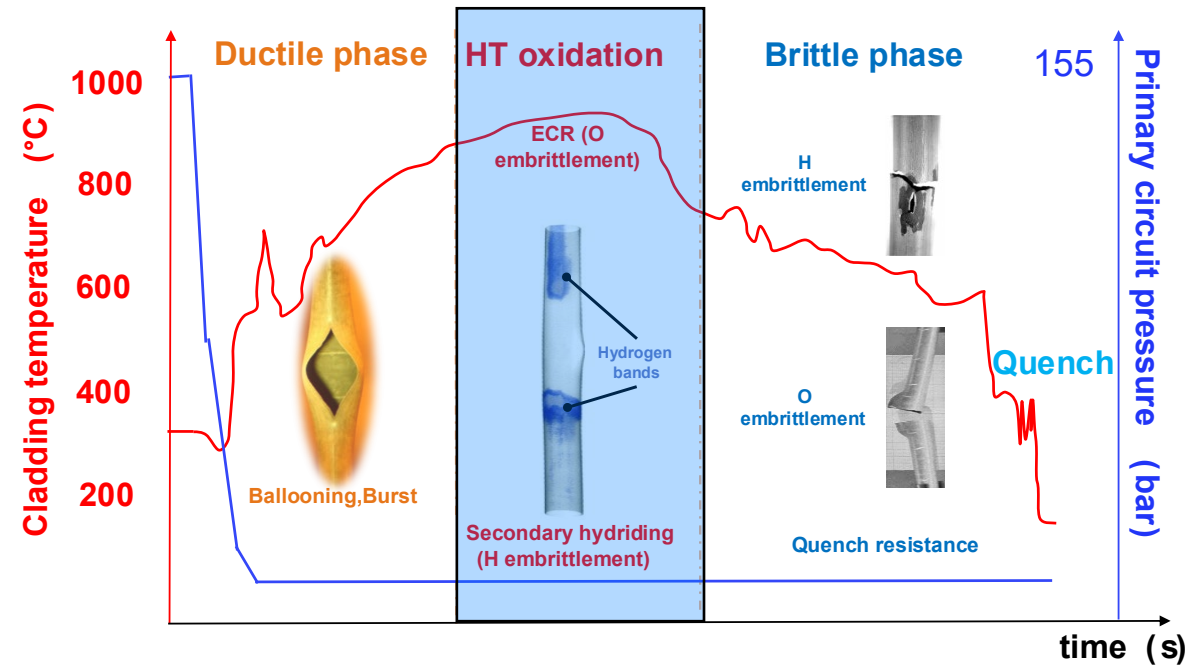 Ductile phase
HT oxidation
Brittle phase
155
1000
800
600
400
200
Cladding temperature (°C)
Primary circuit pressure (bar)
ECR (O
embrittlement)
H
embrittlement
Hydrogen
bands
Quench
O
embrittlement
Ballooning,Burst
Secondary hydriding
(H embrittlement)
Quench resistance
time (s)